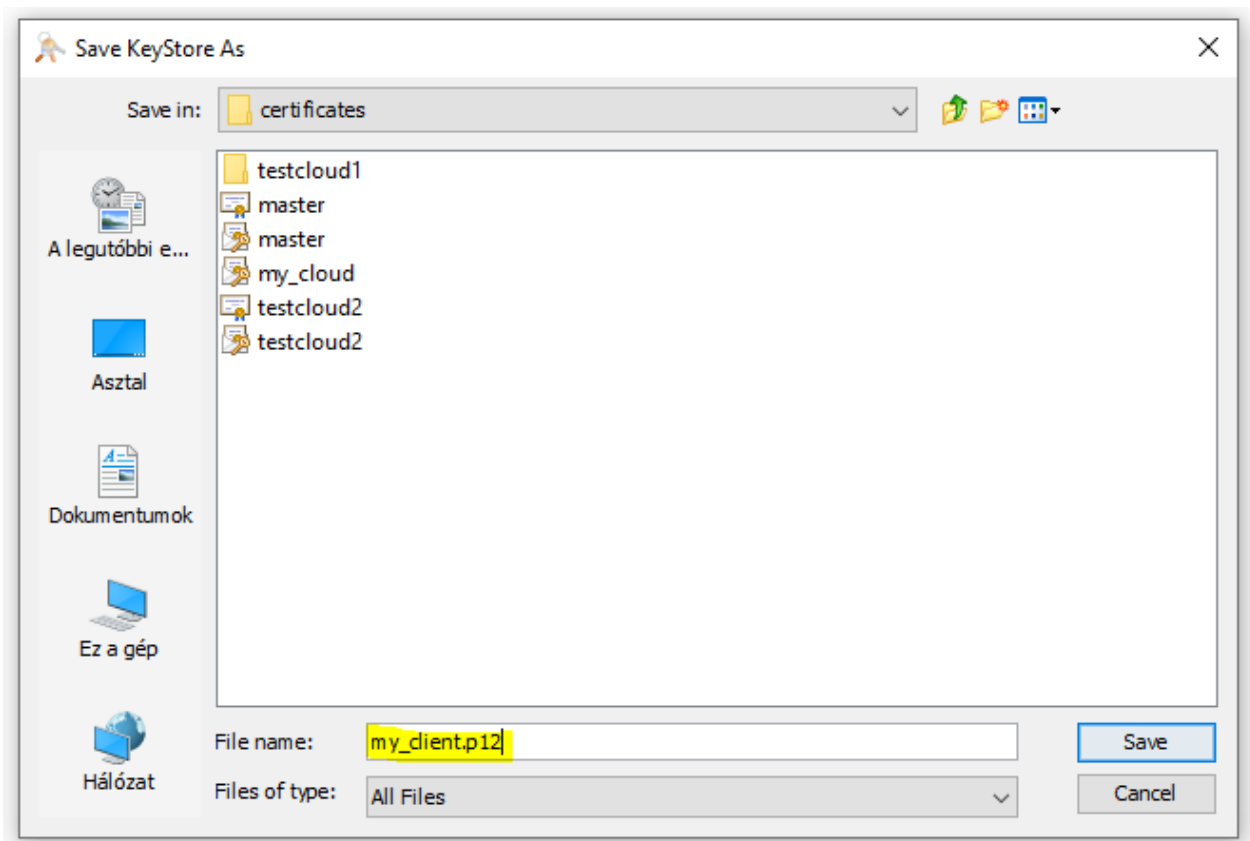 Save KeyStore As
Save in:
certificates
testcloud1
master
master
my_cloud
testcloud2
testcloud2
A legutóbbi e...
Asztal
Dokumentumok
Ez a gép
Hálózat
File name:
my_client.p12
Save
Files of type:
All Files
Cancel